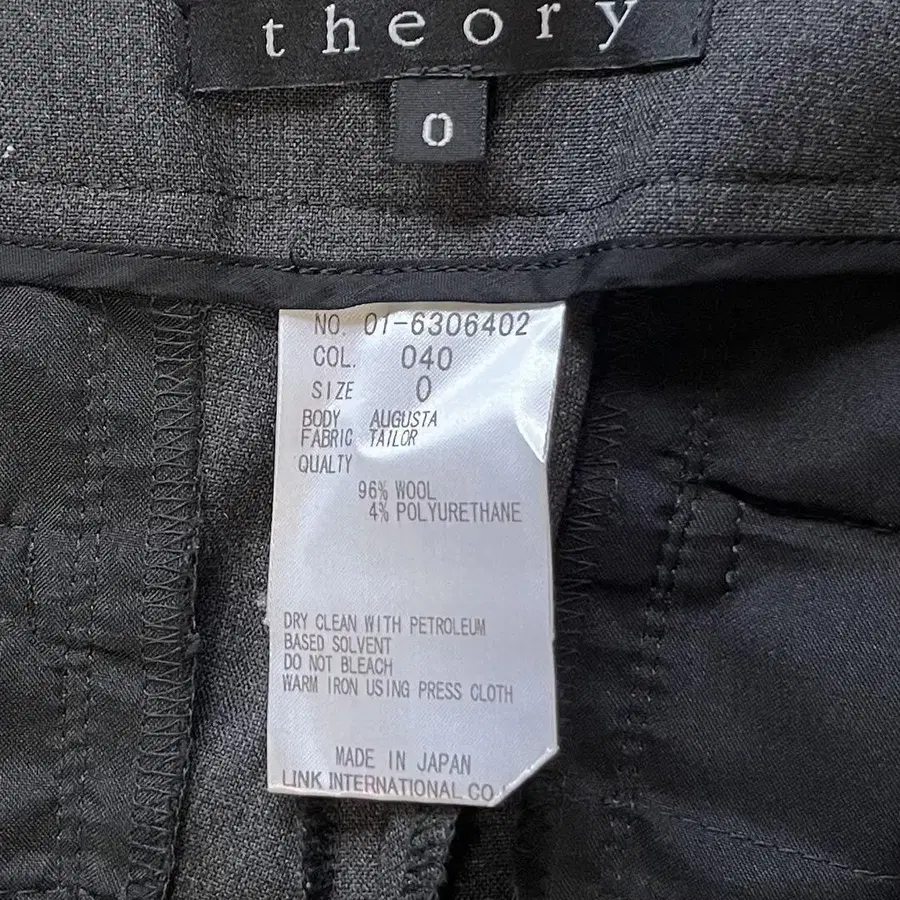 theory
0
NO. 01-6306402
COL. 040
SIZE 0
BODY AUGUSTA
FABRIC TAILOR
QUALTY
96% WOOL
4% POLYURETHANE
DRY CLEAN WITH PETROLEUM
BASED SOLVENT
DO NOT BLEACH
WARM IRON USING PRESS CLOTH
MADE IN JAPAN
LINK INTERNATIONAL CO.